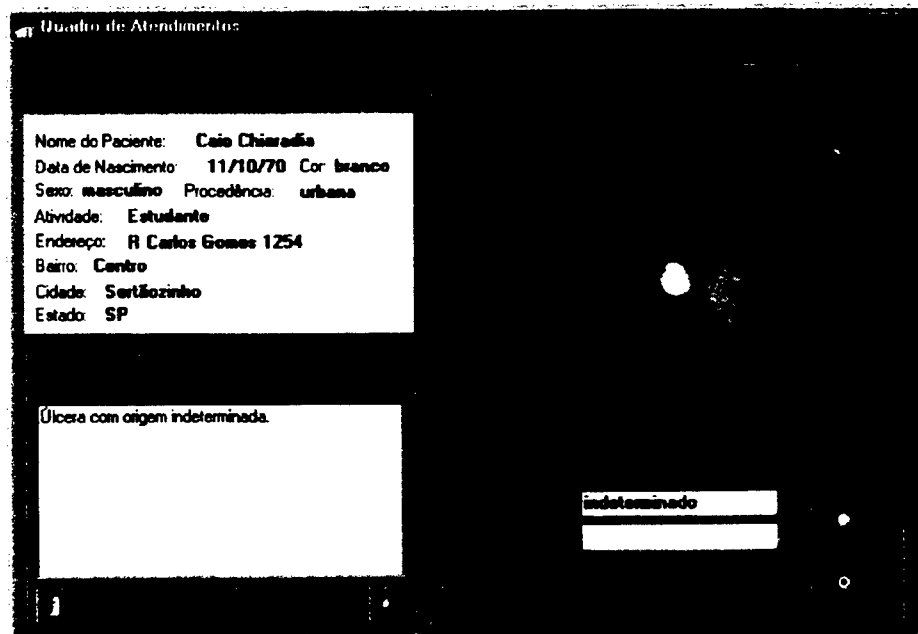 Quadro de Atendimentos
Nome do Paciente: Caio Chiaradia
Data de Nascimento: 11/10/70 Cor branco
Sexo: masculino Procedência: urbana
Atividade: Estudante
Endereço: R Carlos Gomes 1254
Bairro: Centro
Cidade: Sertãozinho
Estado: SP
Úlcera com origem indeterminada.
indeterminado